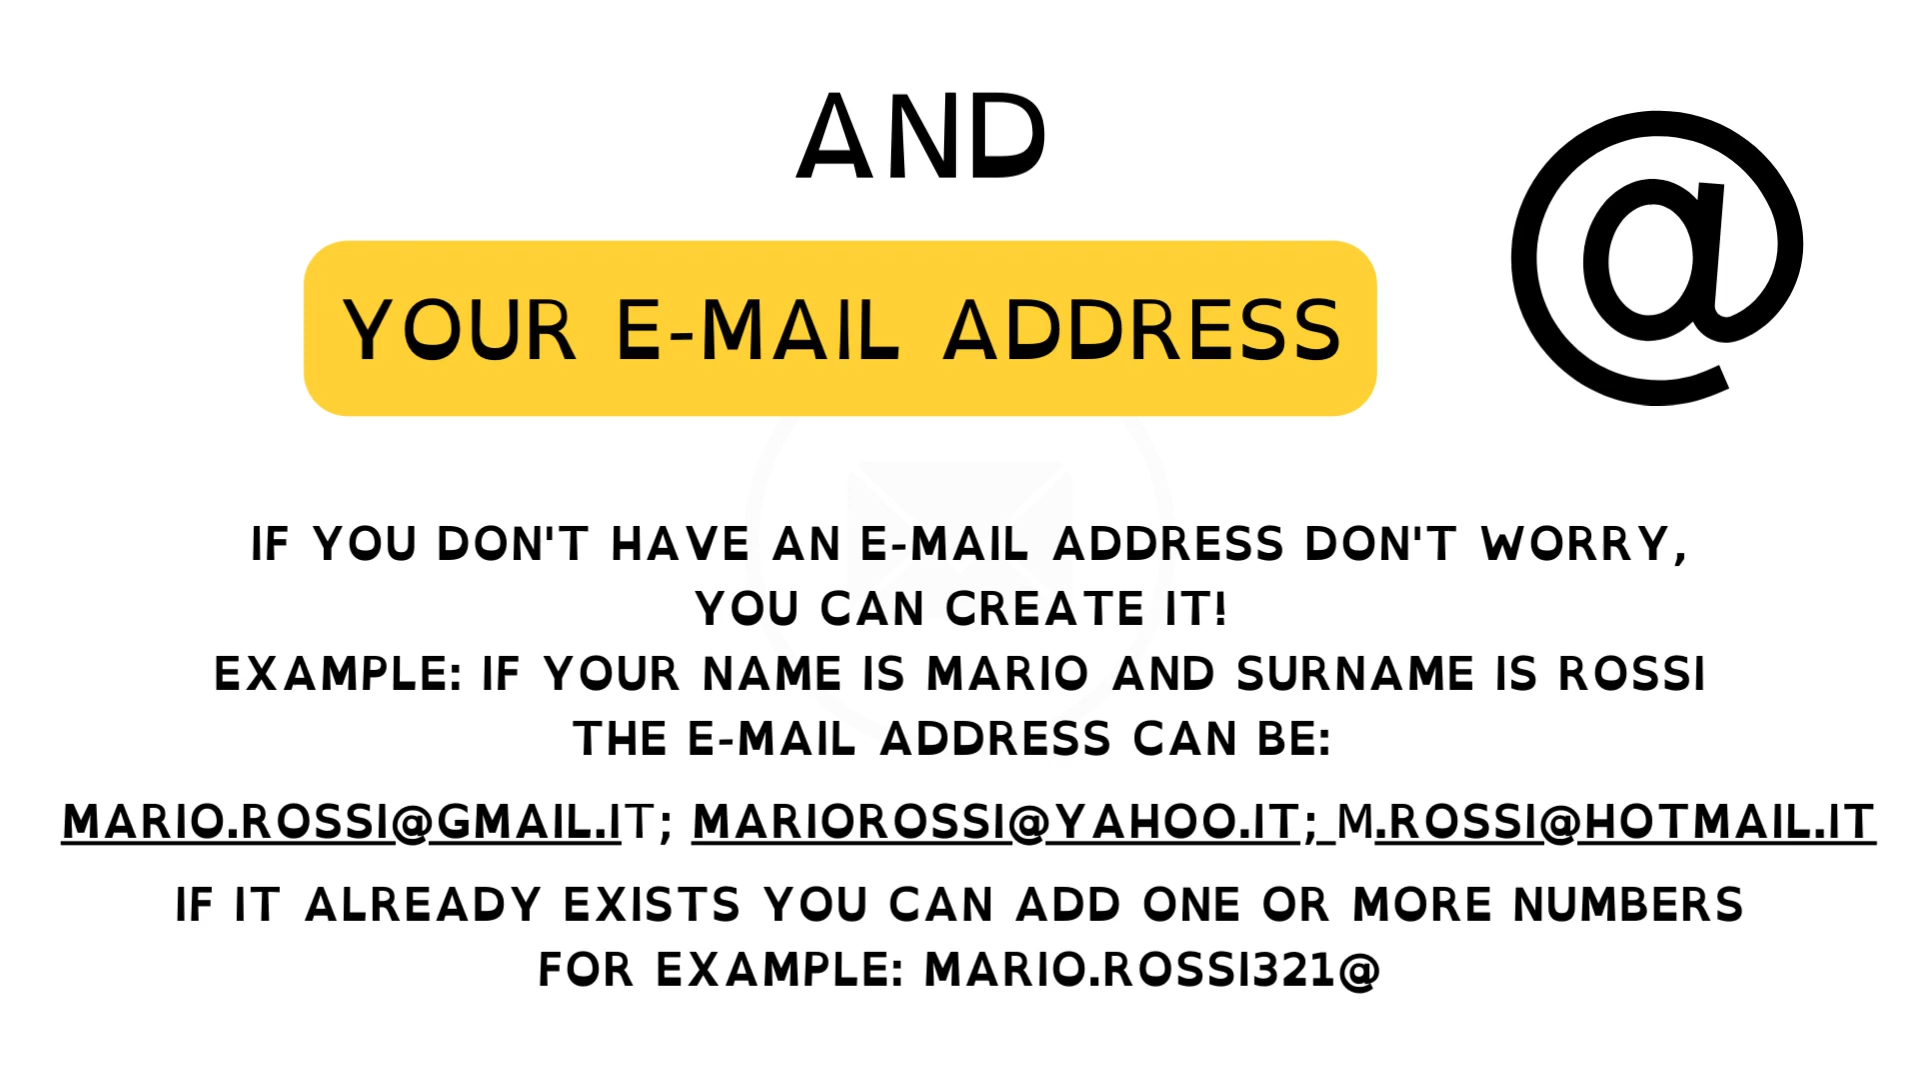 AND
@
YOUR E-MAIL ADDRESS
IF YOU DON'T HAVE AN E-MAIL ADDRESS DON'T WORRY,
YOU CAN CREATE IT!
EXAMPLE: IF YOUR NAME IS MARIO AND SURNAME IS ROSSI
THE E-MAIL ADDRESS CAN BE:
MARIO.ROSSI@GMAIL.IT; MARIOROSSI@YAHOO.IT; M.ROSSI@HOTMAIL.IT
IF IT ALREADY EXISTS YOU CAN ADD ONE OR MORE NUMBERS
FOR EXAMPLE: MARIO.ROSSI321@